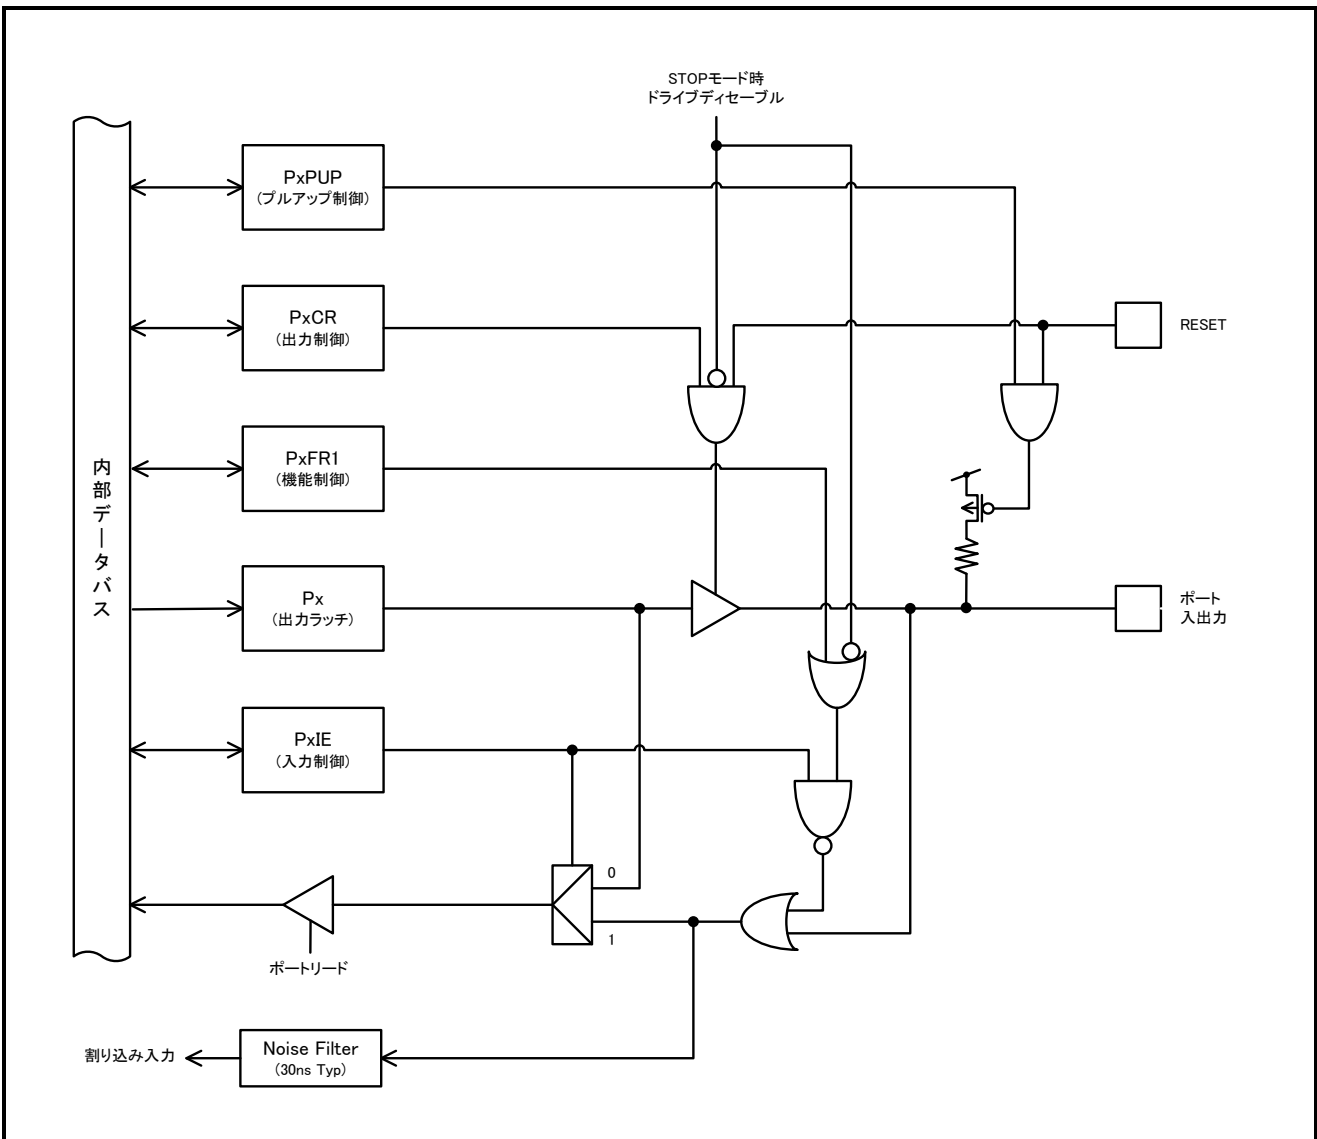 STOPモード時
ドライブディセーブル
PxPUP
(プルアップ制御)
PxCR
(出力制御)
RESET
PxFR1
(機能制御)
内部データバス
Px
(出力ラッチ)
ポート
入出力
PxIE
(入力制御)
0
1
ポートリード
割り込み入力
Noise Filter
(30ns Typ)